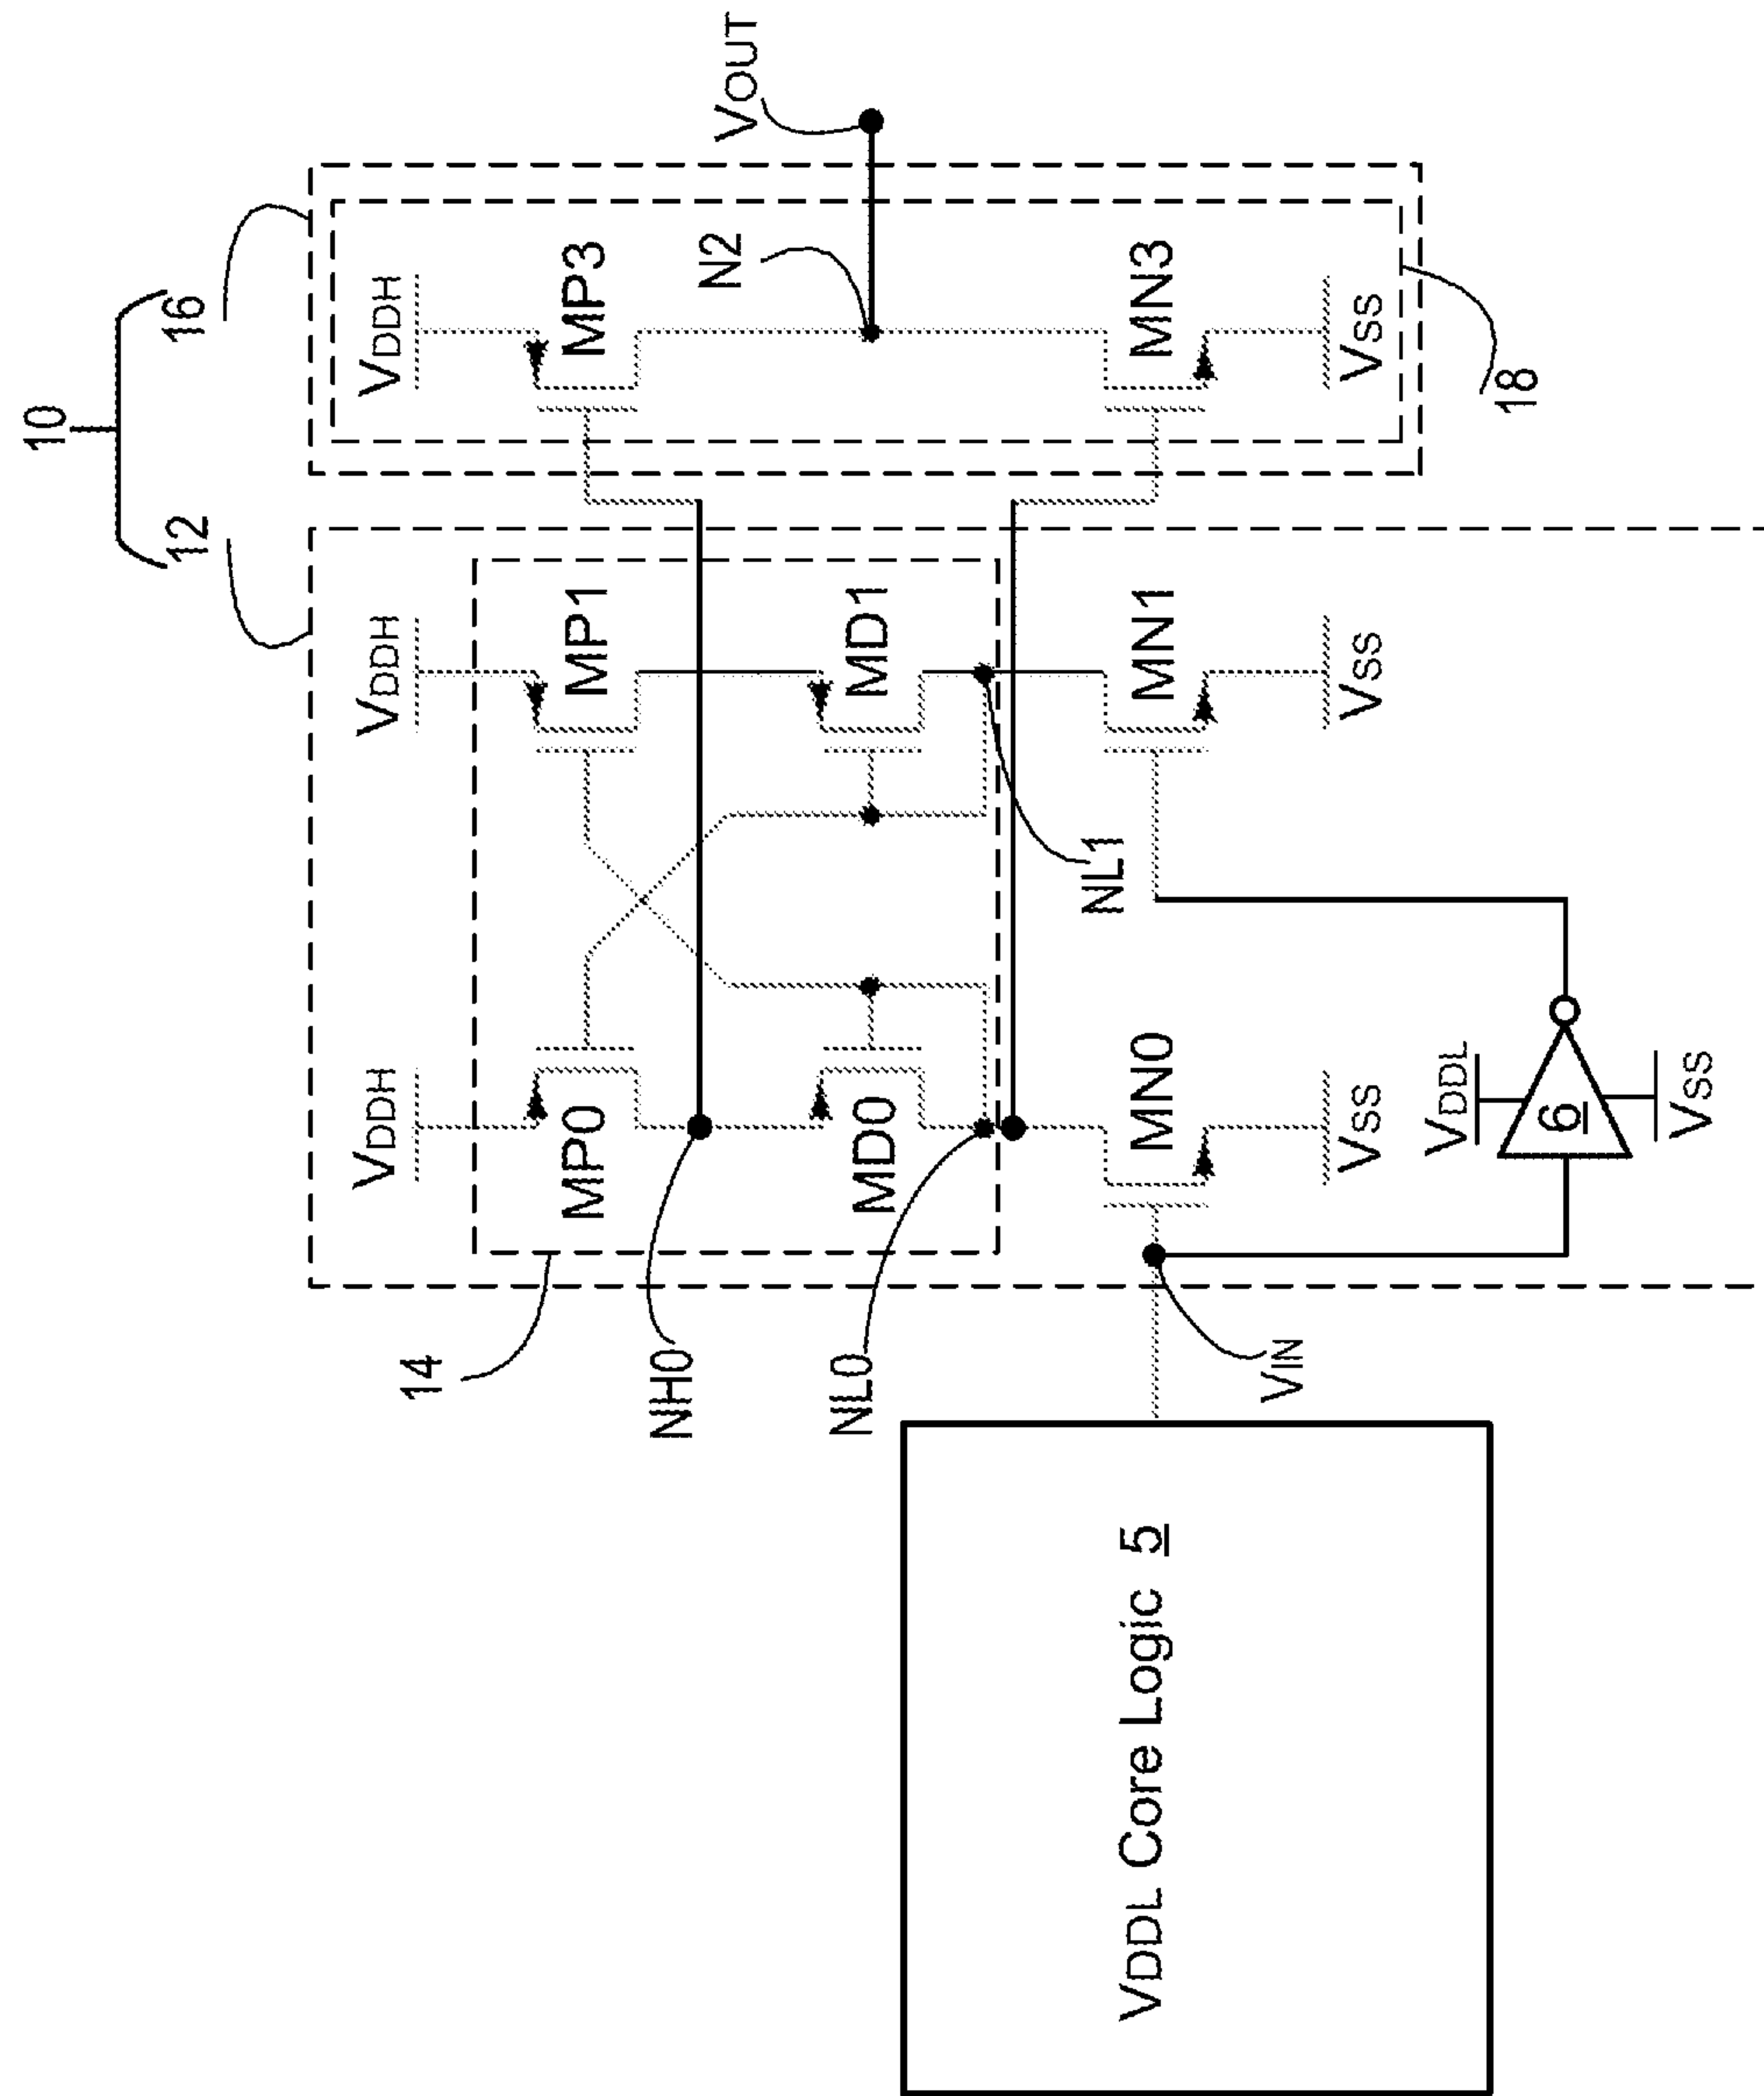 10
12
16
VDDH
VDDH
VDDH
MP0
MP1
MP3
14
NH0
N2
VOUT
MD0
MD1
NL0
NL1
MN0
MN1
MN3
VSS
VSS
VSS
18
VIN
VDDL
6
VSS
VDDL Core Logic 5